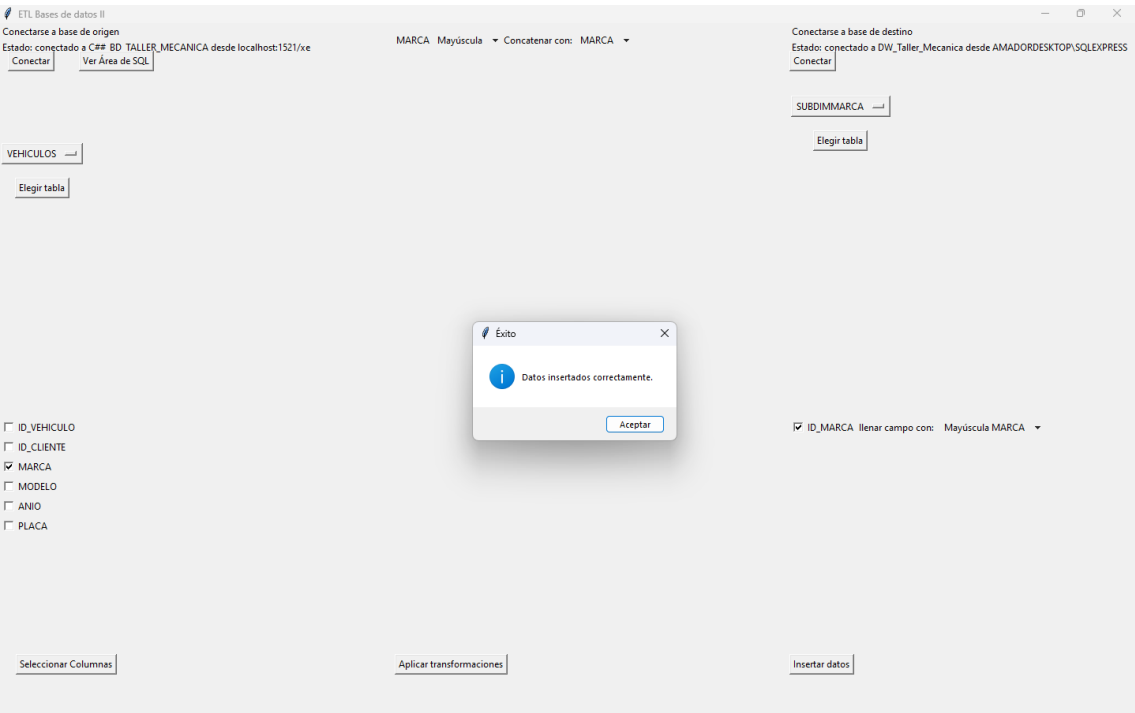 ETL Bases de datos II
Conectarse a base de origen
Estado: conectado a C##_BD_TALLER_MECANICA desde localhost:1521/xe
Conectar
Ver Área de SQL
MARCA Mayúscula Concatenar con: MARCA
Conectarse a base de destino
Estado: conectado a DW_Taller_Mecanica desde AMADORDESKTOP\SQLEXPRESS
Conectar
SUBDIMMARCA
Elegir tabla
VEHICULOS
Elegir tabla
Éxito
Datos insertados correctamente.
Aceptar
ID_VEHICULO
ID_CLIENTE
MARCA
MODELO
ANIO
PLACA
ID_MARCA llenar campo con: Mayúscula MARCA
Seleccionar Columnas
Aplicar transformaciones
Insertar datos